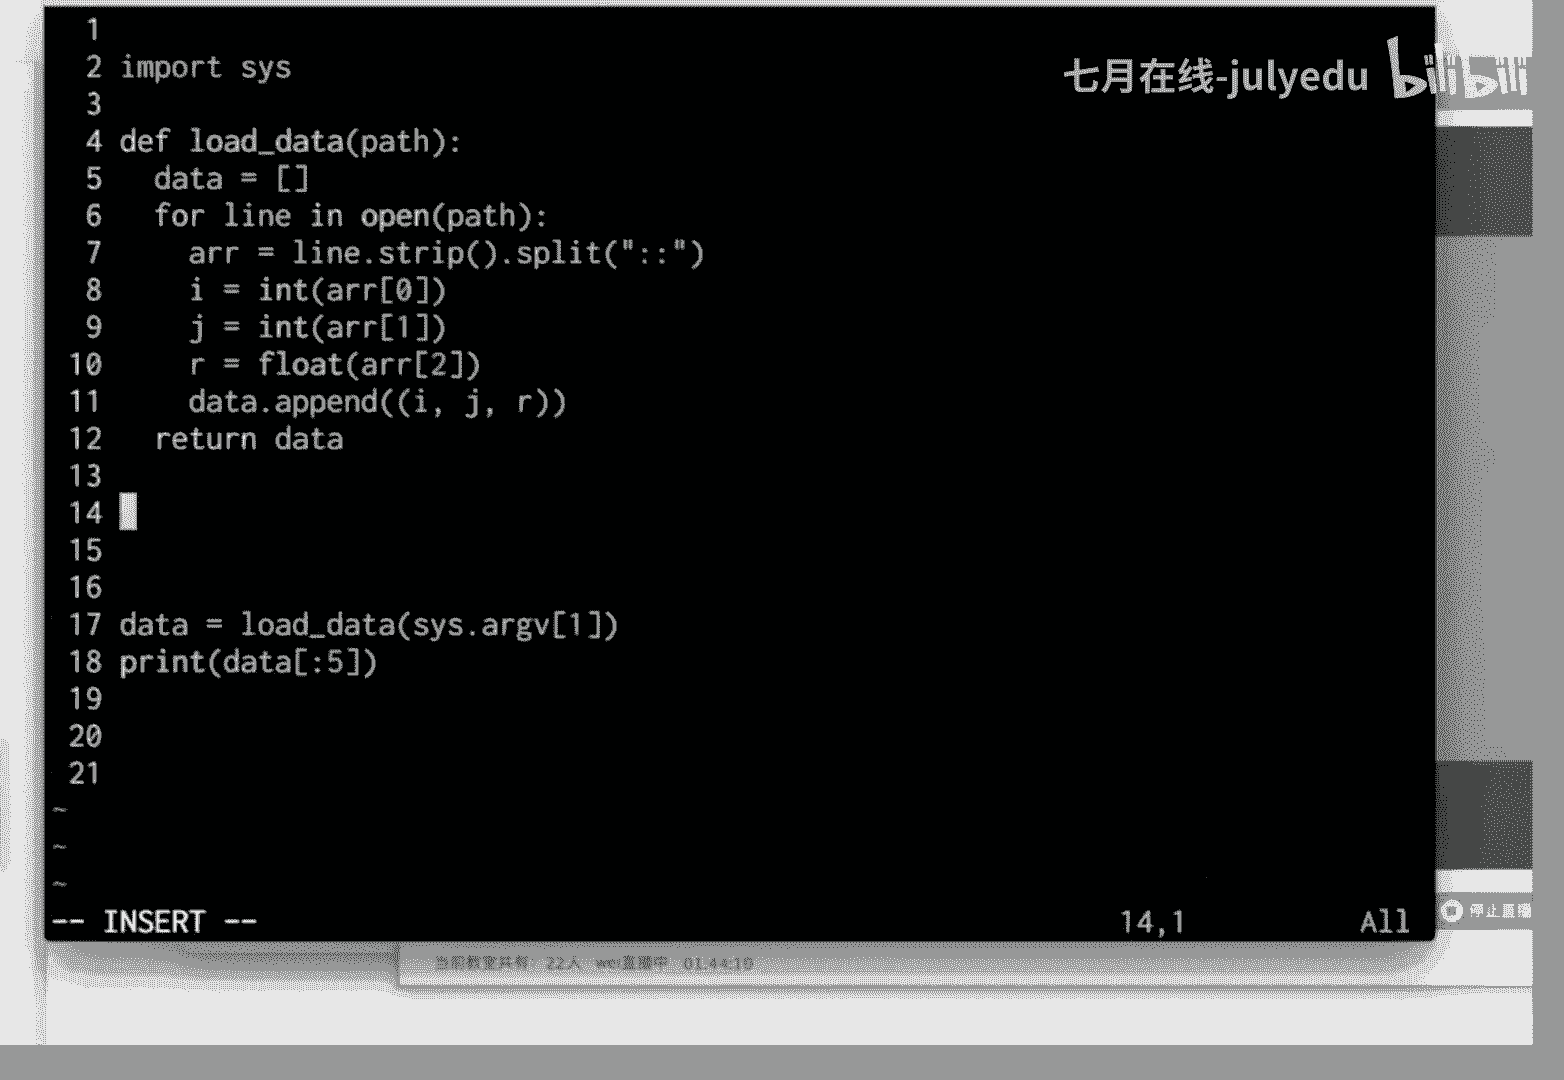 1
七月在线-julyedu bilibili
2 import sys
3
4 def load_data(path):
5   data = []
6   for line in open(path):
7     arr = line.strip().split("::")
8     i = int(arr[0])
9     j = int(arr[1])
10     r = float(arr[2])
11     data.append((i, j, r))
12   return data
13
14
15
16
17 data = load_data(sys.argv[1])
18 print(data[:5])
19
20
21
~
~
~
-- INSERT -- 14,1 All
停止直播
当前教室共有: 22人 wei直播中 01:44:10